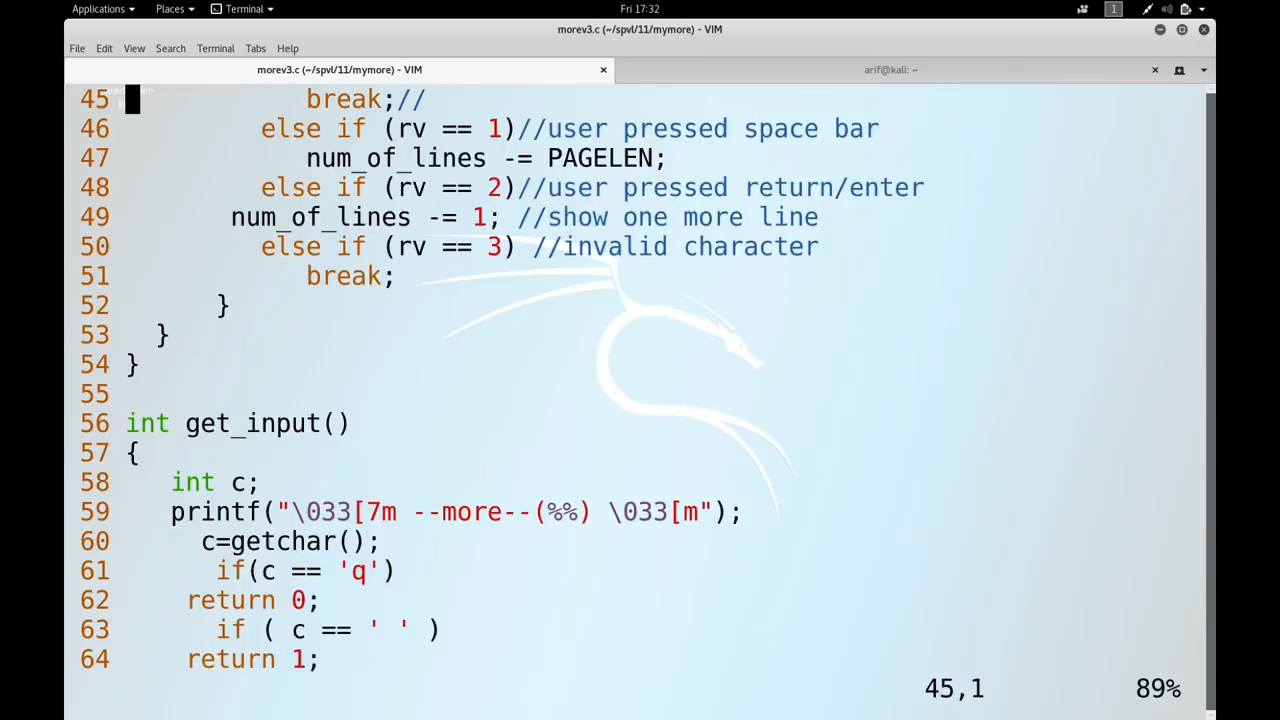 Applications Places Terminal Fri 17:32 1
morev3.c (~/spvl/11/mymore) - VIM
File Edit View Search Terminal Tabs Help
morev3.c (~/spvl/11/mymore) - VIM arif@kali: ~
45 break;//
46 else if (rv == 1)//user pressed space bar
47 num_of_lines -= PAGELEN;
48 else if (rv == 2)//user pressed return/enter
49 num_of_lines -= 1; //show one more line
50 else if (rv == 3) //invalid character
51 break;
52 }
53 }
54 }
55
56 int get_input()
57 {
58 int c;
59 printf("\033[7m --more--(%%) \033[m");
60 c=getchar();
61 if(c == 'q')
62 return 0;
63 if ( c == ' ' )
64 return 1;
45,1 89%